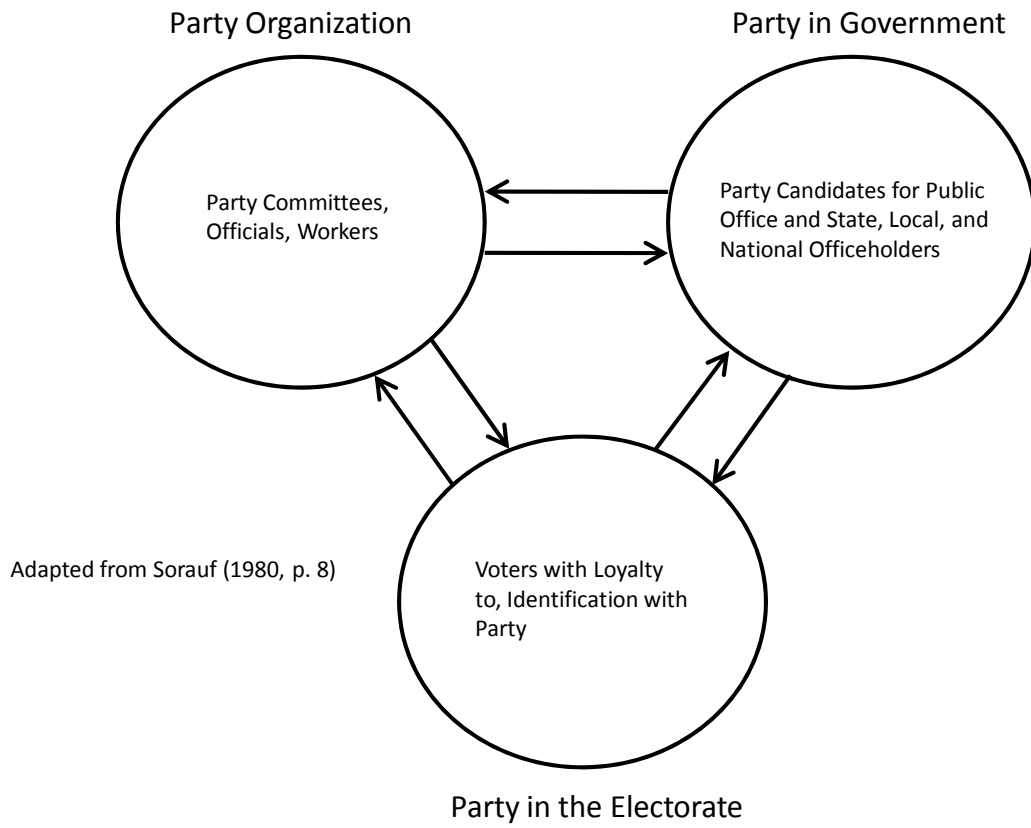 Party Organization
Party in Government
Party Committees,
Officials, Workers
Party Candidates for Public
Office and State, Local, and
National Officeholders
Adapted from Sorauf (1980, p. 8)
Voters with Loyalty
to, Identification with
Party
Party in the Electorate